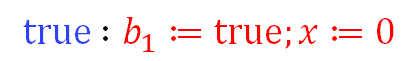 true : b₁ := true; x := 0